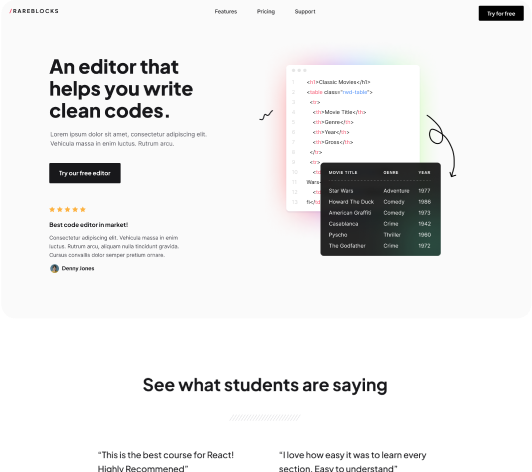 /RAREBLOCKS
Features
Pricing
Support
Try for free
An editor that
helps you write
clean codes.
Lorem ipsum dolor sit amet, consectetur adipiscing elit.
Vehicula massa in enim luctus. Rutrum arcu.
Try our free editor
Best code editor in market!
Consectetur adipiscing elit. Vehicula massa in enim
luctus. Rutrum arcu, aliquam nulla tincidunt gravida.
Cursus convallis dolor semper pretium ornare.
Denny Jones
1 <h1>Classic Movies</h1>
2 <table class="red-table">
3 <tr>
4 <th>Movie Title</th>
5 <th>Genre</th>
6 <th>Year</th>
7 <th>Gross</th>
8 </tr>
9 <tr>
10 <td
11 Wars<
12 <td
13
MOVIE TITLE GENRE YEAR
Star Wars Adventure 1977
Howard The Duck Comedy 1986
American Graffiti Comedy 1973
Casablanca Crime 1942
Pyscho Thriller 1960
The Godfather Crime 1972
See what students are saying
“This is the best course for React!
Highly Recommened”
“I love how easy it was to learn every
section. Easy to understand”